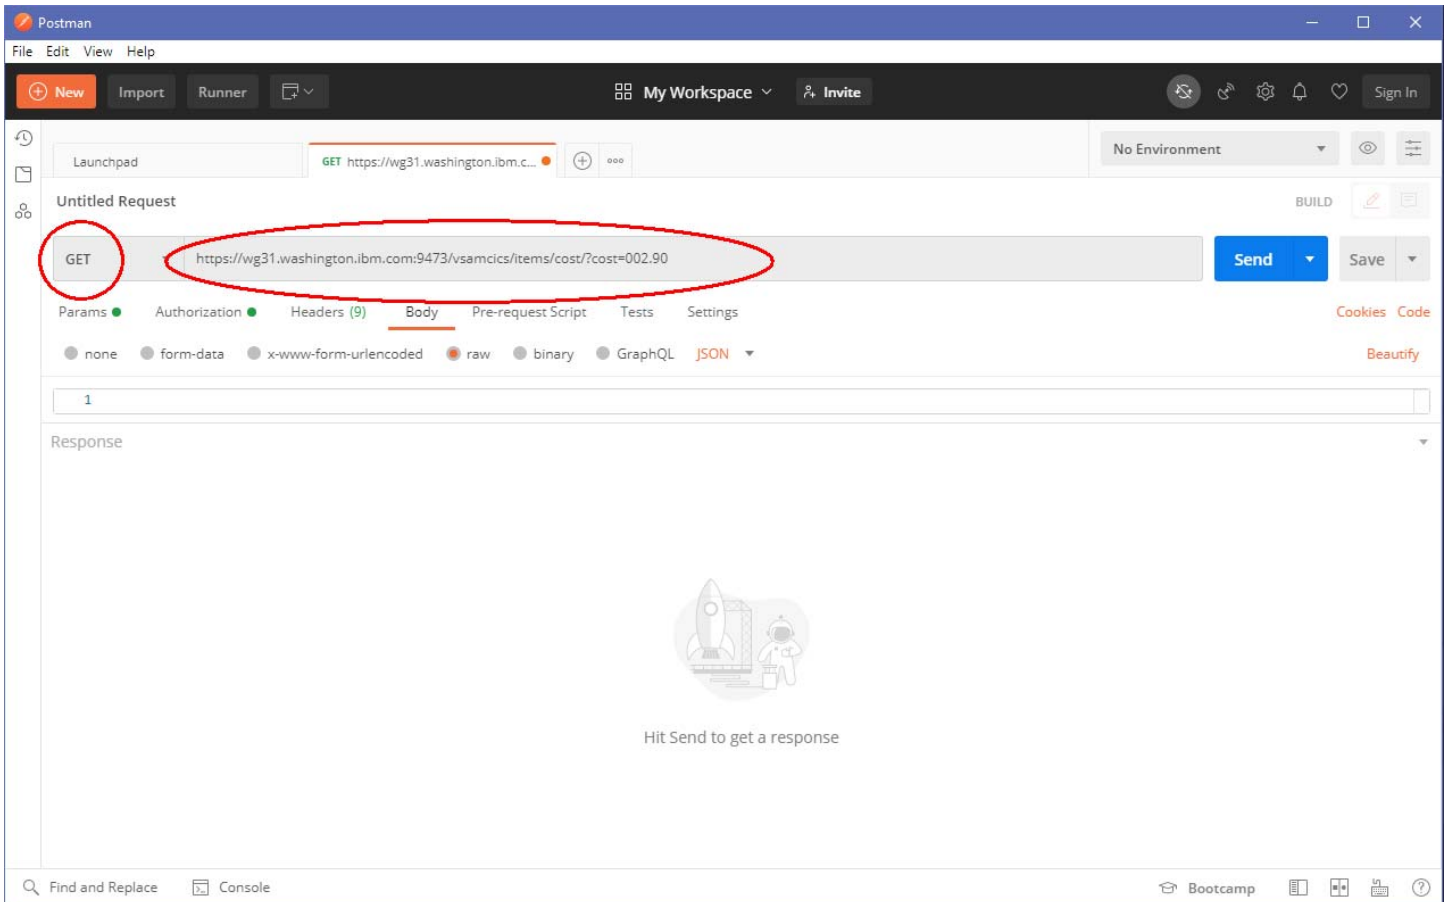 Postman
File Edit View Help
New Import Runner My Workspace Invite Sign In
Launchpad GET https://wg31.washington.ibm.c... No Environment
Untitled Request BUILD
GET https://wg31.washington.ibm.com:9473/vsamcics/items/cost/?cost=002.90 Send Save
Params Authorization Headers (9) Body Pre-request Script Tests Settings Cookies Code
none form-data x-www-form-urlencoded raw binary GraphQL JSON Beautify
1
Response
Hit Send to get a response
Find and Replace Console Bootcamp